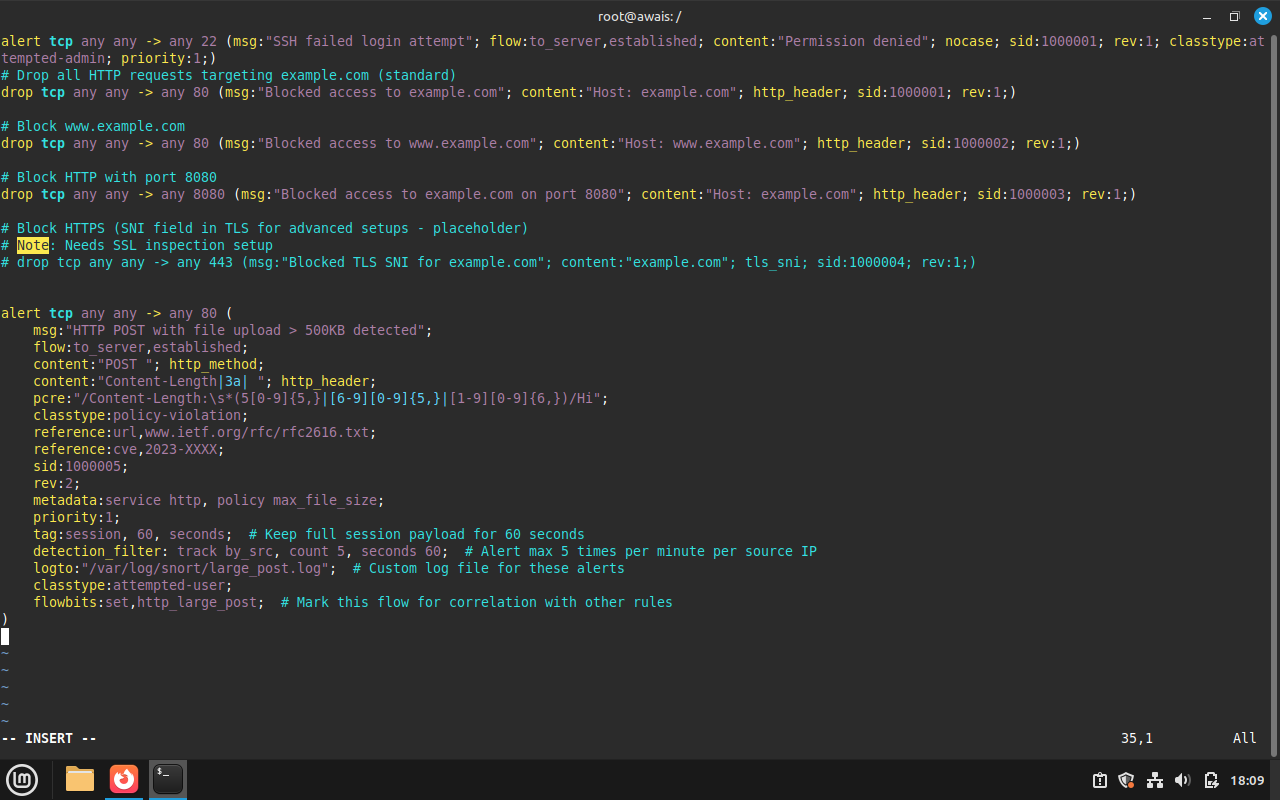 root@awais: /
alert tcp any any -> any 22 (msg:"SSH failed login attempt"; flow:to_server,established; content:"Permission denied"; nocase; sid:1000001; rev:1; classtype:at
tempted-admin; priority:1;)
# Drop all HTTP requests targeting example.com (standard)
drop tcp any any -> any 80 (msg:"Blocked access to example.com"; content:"Host: example.com"; http_header; sid:1000001; rev:1;)
# Block www.example.com
drop tcp any any -> any 80 (msg:"Blocked access to www.example.com"; content:"Host: www.example.com"; http_header; sid:1000002; rev:1;)
# Block HTTP with port 8080
drop tcp any any -> any 8080 (msg:"Blocked access to example.com on port 8080"; content:"Host: example.com"; http_header; sid:1000003; rev:1;)
# Block HTTPS (SNI field in TLS for advanced setups - placeholder)
# Note: Needs SSL inspection setup
# drop tcp any any -> any 443 (msg:"Blocked TLS SNI for example.com"; content:"example.com"; tls_sni; sid:1000004; rev:1;)
alert tcp any any -> any 80 (
    msg:"HTTP POST with file upload > 500KB detected";
    flow:to_server,established;
    content:"POST "; http_method;
    content:"Content-Length|3a| "; http_header;
    pcre:"/Content-Length:\s*(5[0-9]{5,}|[6-9][0-9]{5,}|[1-9][0-9]{6,})/Hi";
    classtype:policy-violation;
    reference:url,www.ietf.org/rfc/rfc2616.txt;
    reference:cve,2023-XXXX;
    sid:1000005;
    rev:2;
    metadata:service http, policy max_file_size;
    priority:1;
    tag:session, 60, seconds;  # Keep full session payload for 60 seconds
    detection_filter: track by_src, count 5, seconds 60;  # Alert max 5 times per minute per source IP
    logto:"/var/log/snort/large_post.log";  # Custom log file for these alerts
    classtype:attempted-user;
    flowbits:set,http_large_post;  # Mark this flow for correlation with other rules
)
~
~
~
~
~
-- INSERT -- 35,1 All
18:09